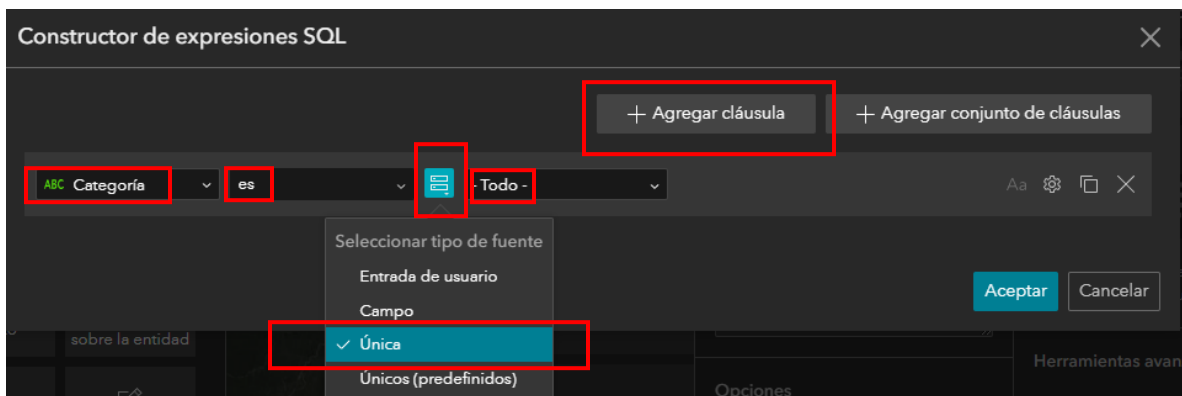 Constructor de expresiones SQL
+ Agregar cláusula + Agregar conjunto de cláusulas
ABC Categoría es - Todo - Aa
Seleccionar tipo de fuente
Entrada de usuario
Aceptar Cancelar
Campo
sobre la entidad
Única
Herramientas avan
Únicos (predefinidos)
Opciones